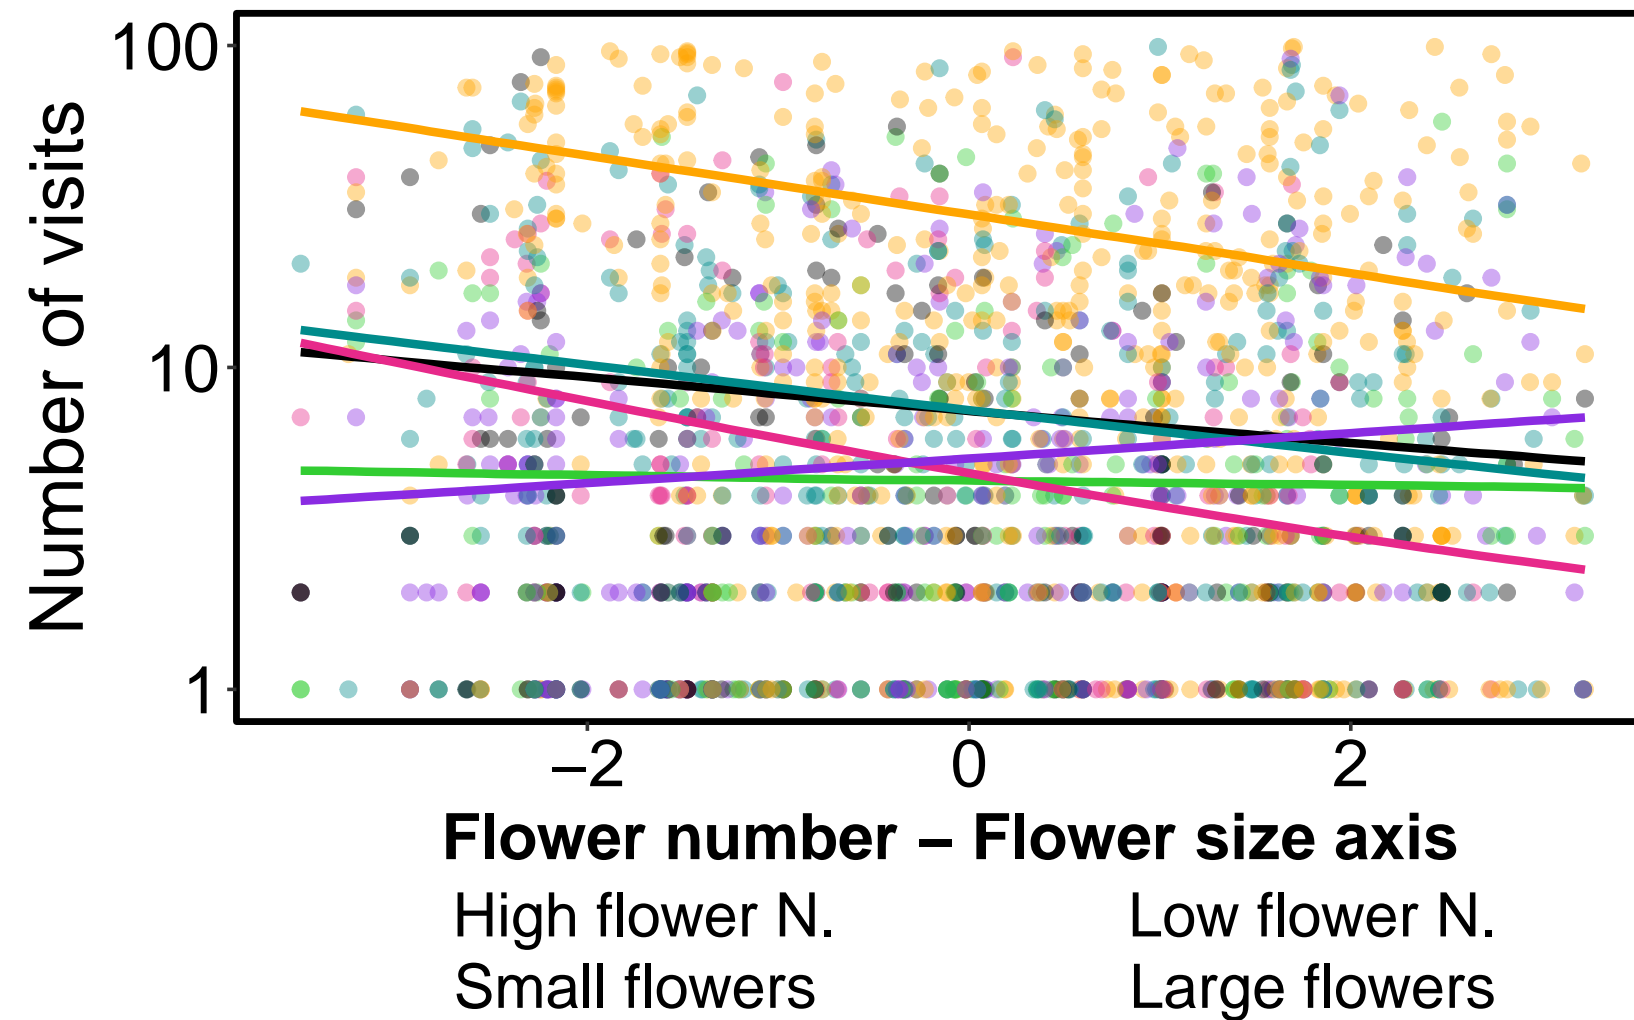 Number of visits
100
10
1
–2 0 2
Flower number – Flower size axis
High flower N. Low flower N.
Small flowers Large flowers